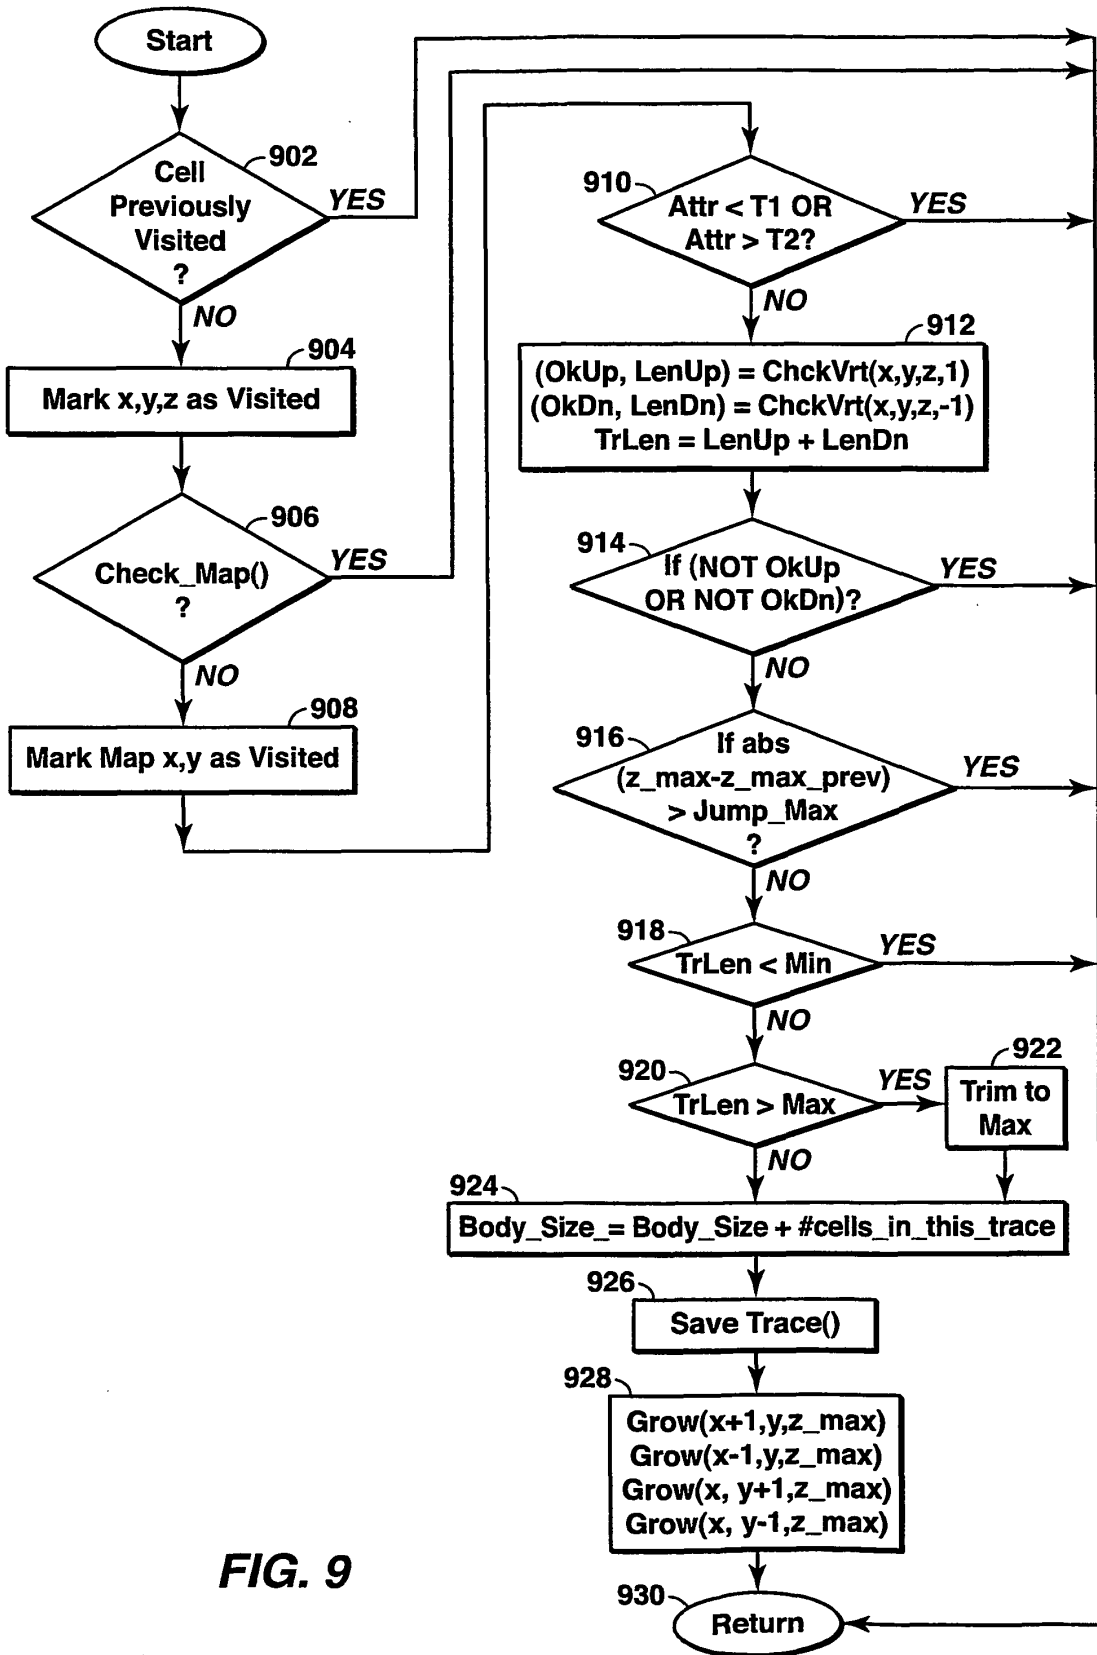 Start
902
Cell
Previously
Visited
?
YES
NO
904
Mark x,y,z as Visited
906
Check_Map()
?
YES
NO
908
Mark Map x,y as Visited
910
Attr < T1 OR
Attr > T2?
YES
NO
912
(OkUp, LenUp) = ChckVrt(x,y,z,1)
(OkDn, LenDn) = ChckVrt(x,y,z,-1)
TrLen = LenUp + LenDn
914
If (NOT OkUp
OR NOT OkDn)?
YES
NO
916
If abs
(z_max-z_max_prev)
> Jump_Max
?
YES
NO
918
TrLen < Min
YES
NO
920
TrLen > Max
YES
NO
922
Trim to
Max
924
Body_Size_= Body_Size + #cells_in_this_trace
926
Save Trace()
928
Grow(x+1,y,z_max)
Grow(x-1,y,z_max)
Grow(x, y+1,z_max)
Grow(x, y-1,z_max)
930
Return
FIG. 9